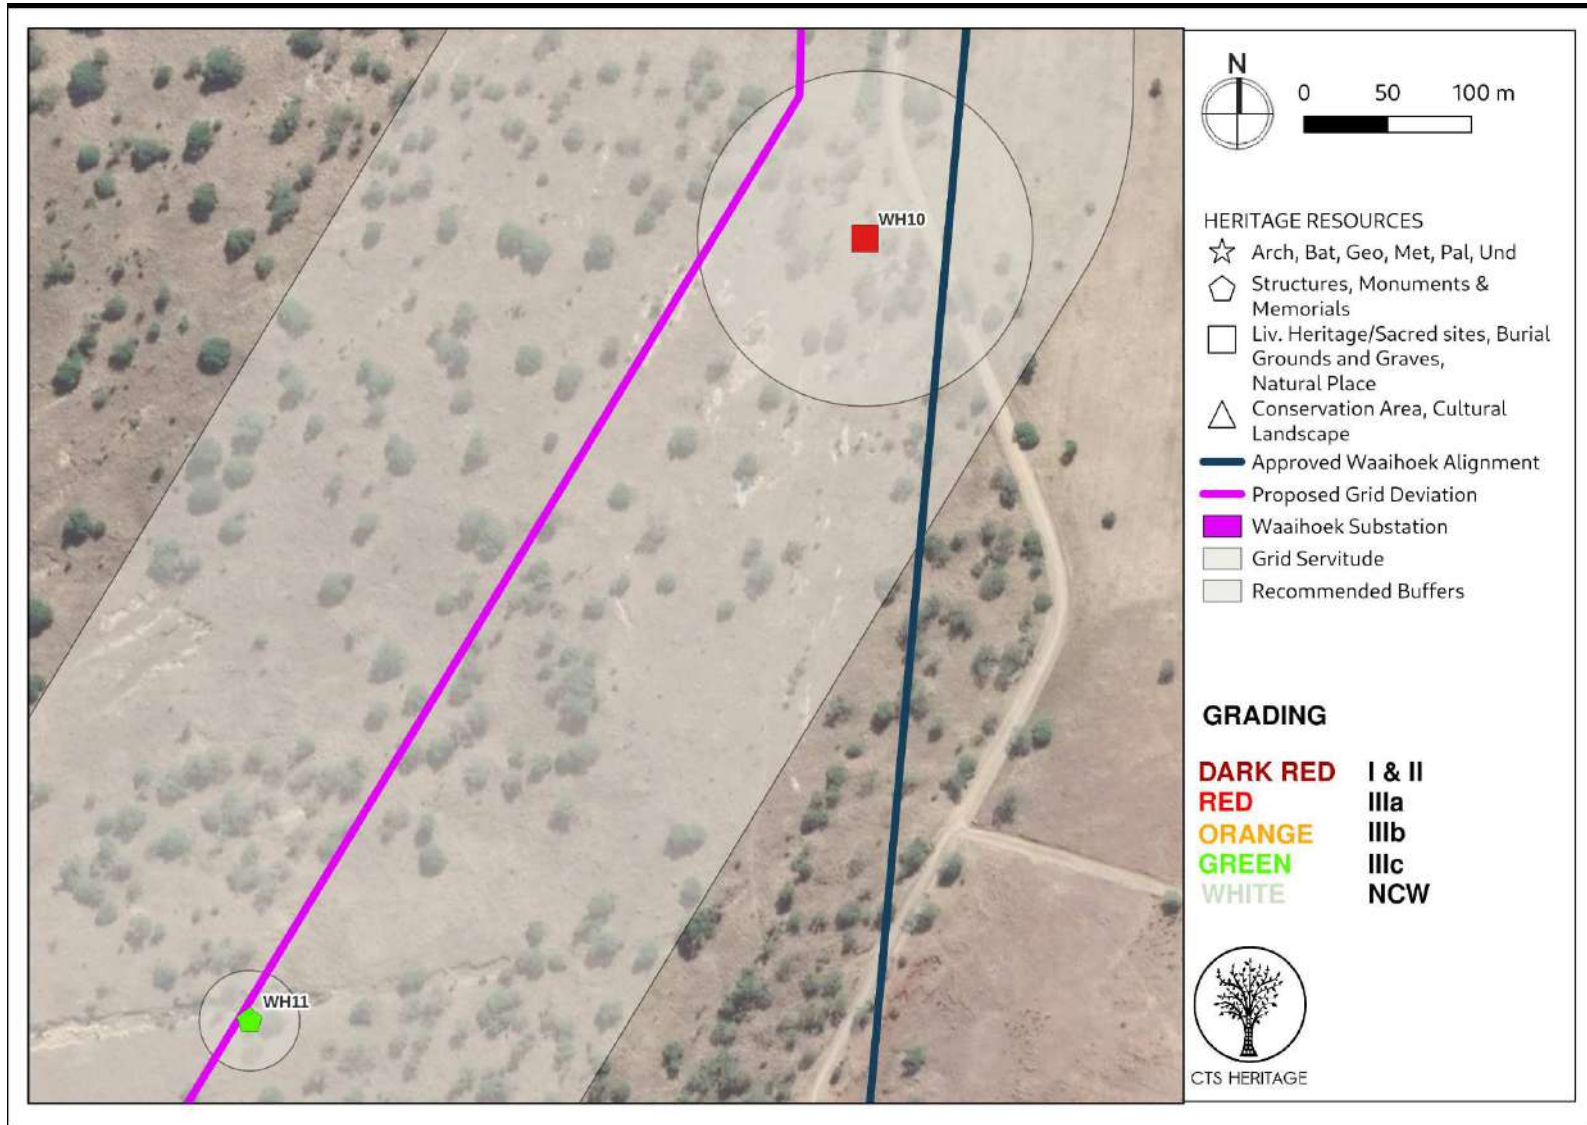 WH10
WH11
N
0 50 100 m
HERITAGE RESOURCES
Arch, Bat, Geo, Met, Pal, Und
Structures, Monuments &
Memorials
Liv. Heritage/Sacred sites, Burial
Grounds and Graves,
Natural Place
Conservation Area, Cultural
Landscape
Approved Waaihoek Alignment
Proposed Grid Deviation
Waaihoek Substation
Grid Servitude
Recommended Buffers
GRADING
DARK RED I & II
RED IIIa
ORANGE IIIb
GREEN IIIc
WHITE NCW
CTS HERITAGE